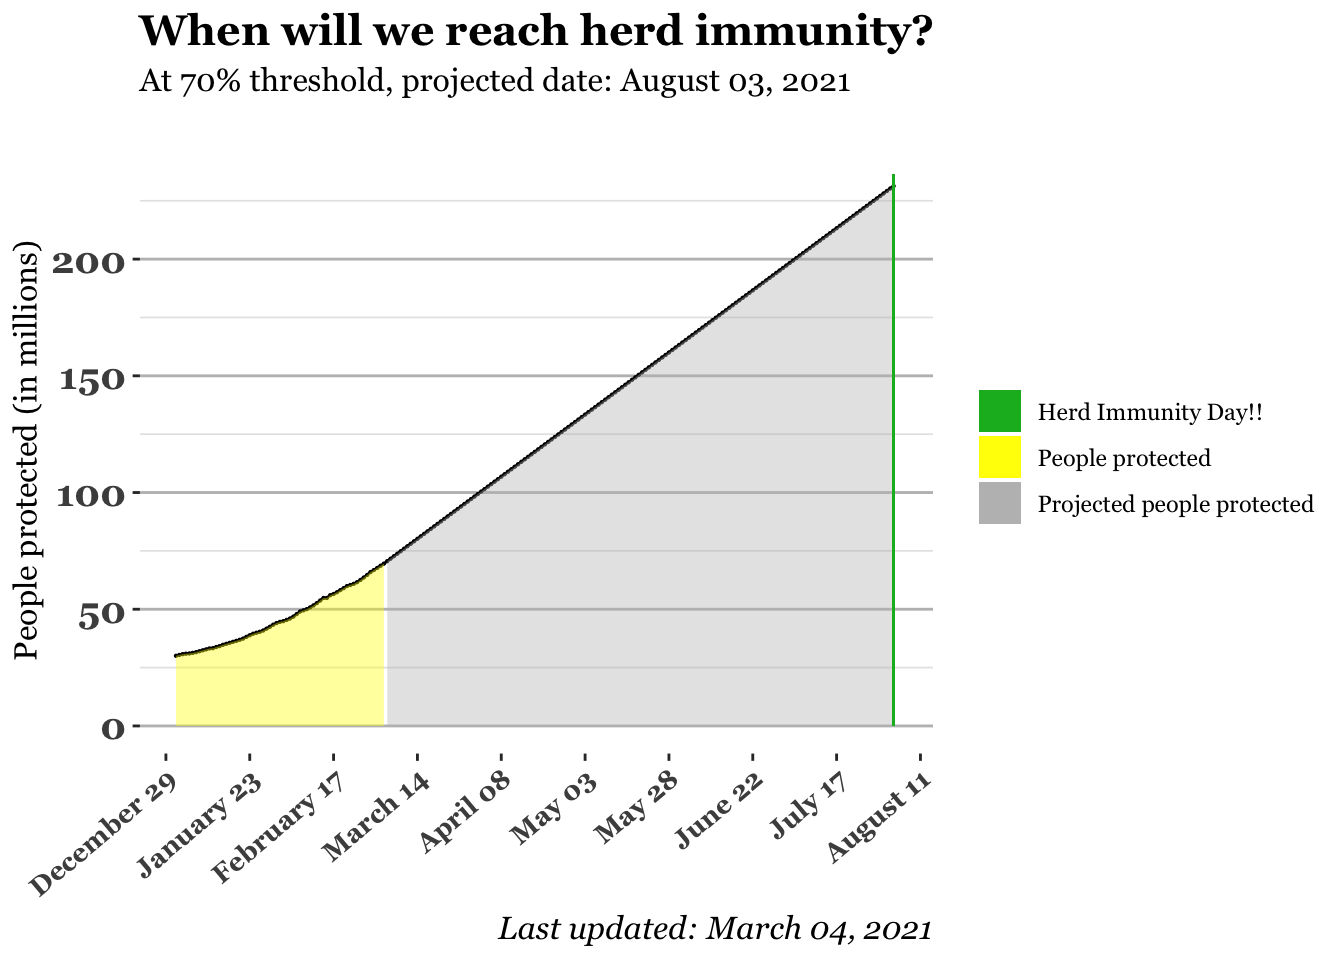 When will we reach herd immunity?
At 70% threshold, projected date: August 03, 2021
People protected (in millions)
200
150
100
50
0
December 29
January 23
February 17
March 14
April 08
May 03
May 28
June 22
July 17
August 11
Herd Immunity Day!!
People protected
Projected people protected
Last updated: March 04, 2021